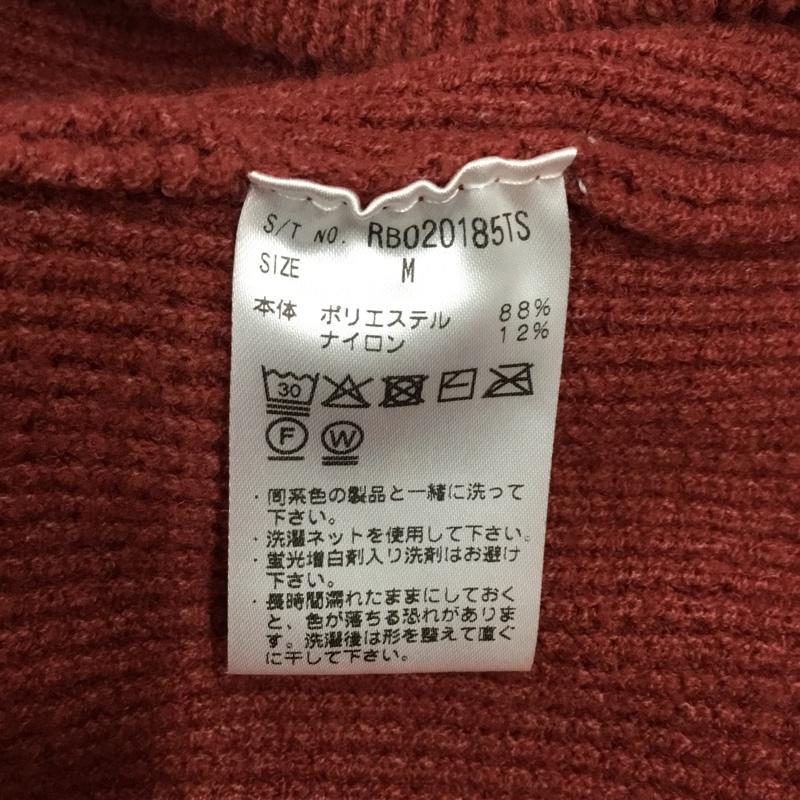 S/T NO. RB020185TS
SIZE M
本体 ポリエステル 88%
ナイロン 12%
30
F W
・同系色の製品と一緒に洗って
下さい。
・洗濯ネットを使用して下さい。
・蛍光増白剤入り洗剤はお避け
下さい。
・長時間濡れたままにしておく
と、色が落ちる恐れがありま
す。洗濯後は形を整えて直ぐ
に干して下さい。